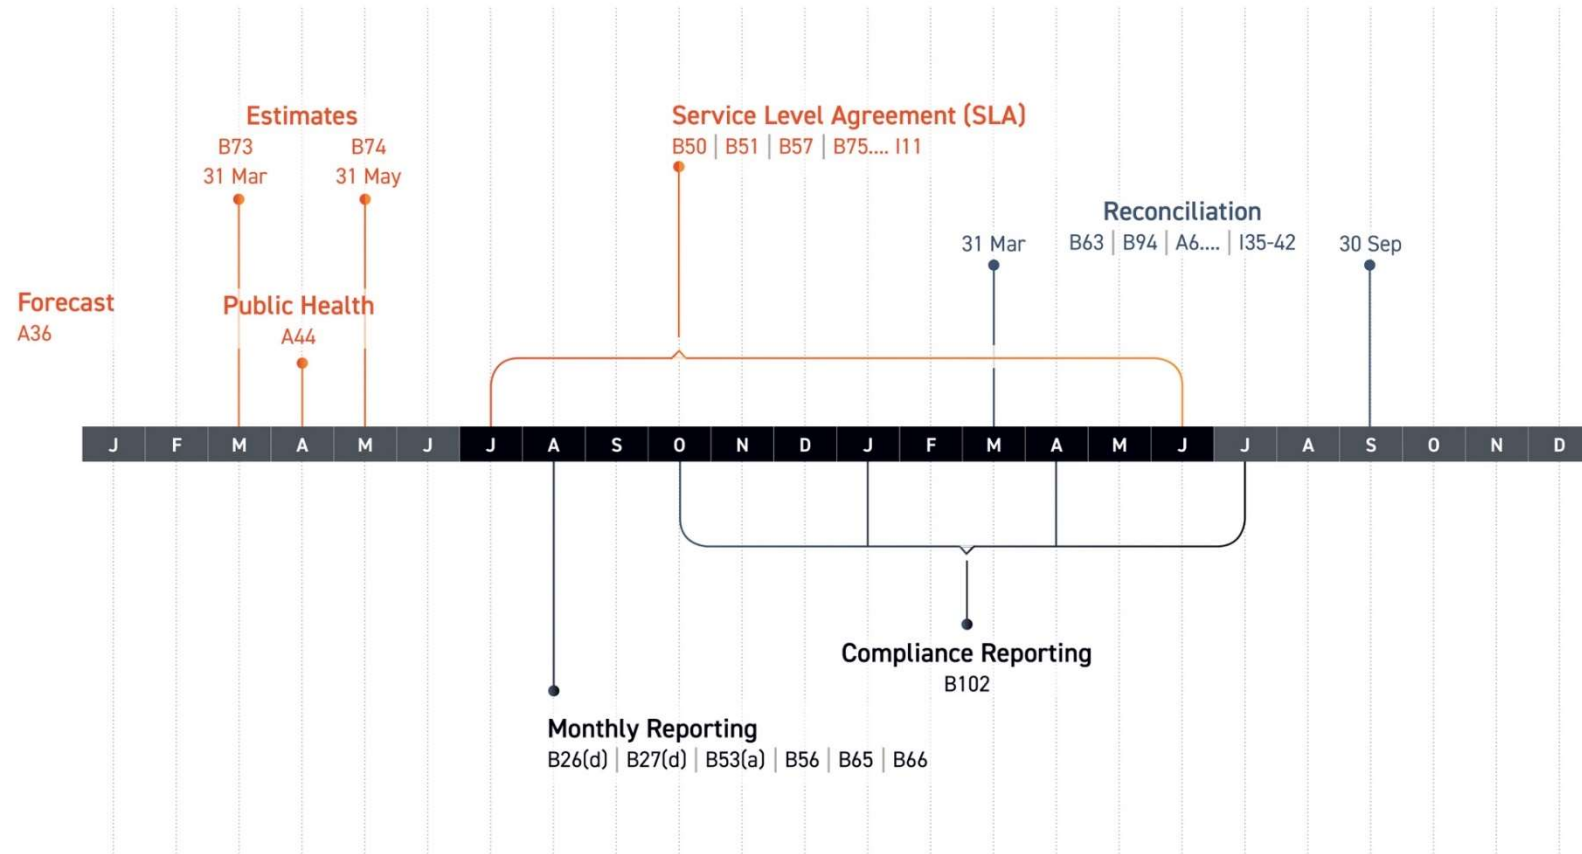 Estimates
B73
31 Mar
B74
31 May
Service Level Agreement (SLA)
B50 | B51 | B57 | B75.... I11
Reconciliation
B63 | B94 | A6.... | I35-42
31 Mar
30 Sep
Forecast
A36
Public Health
A44
J F M A M J J A S O N D J F M A M J J A S O N D
Compliance Reporting
B102
Monthly Reporting
B26(d) | B27(d) | B53(a) | B56 | B65 | B66